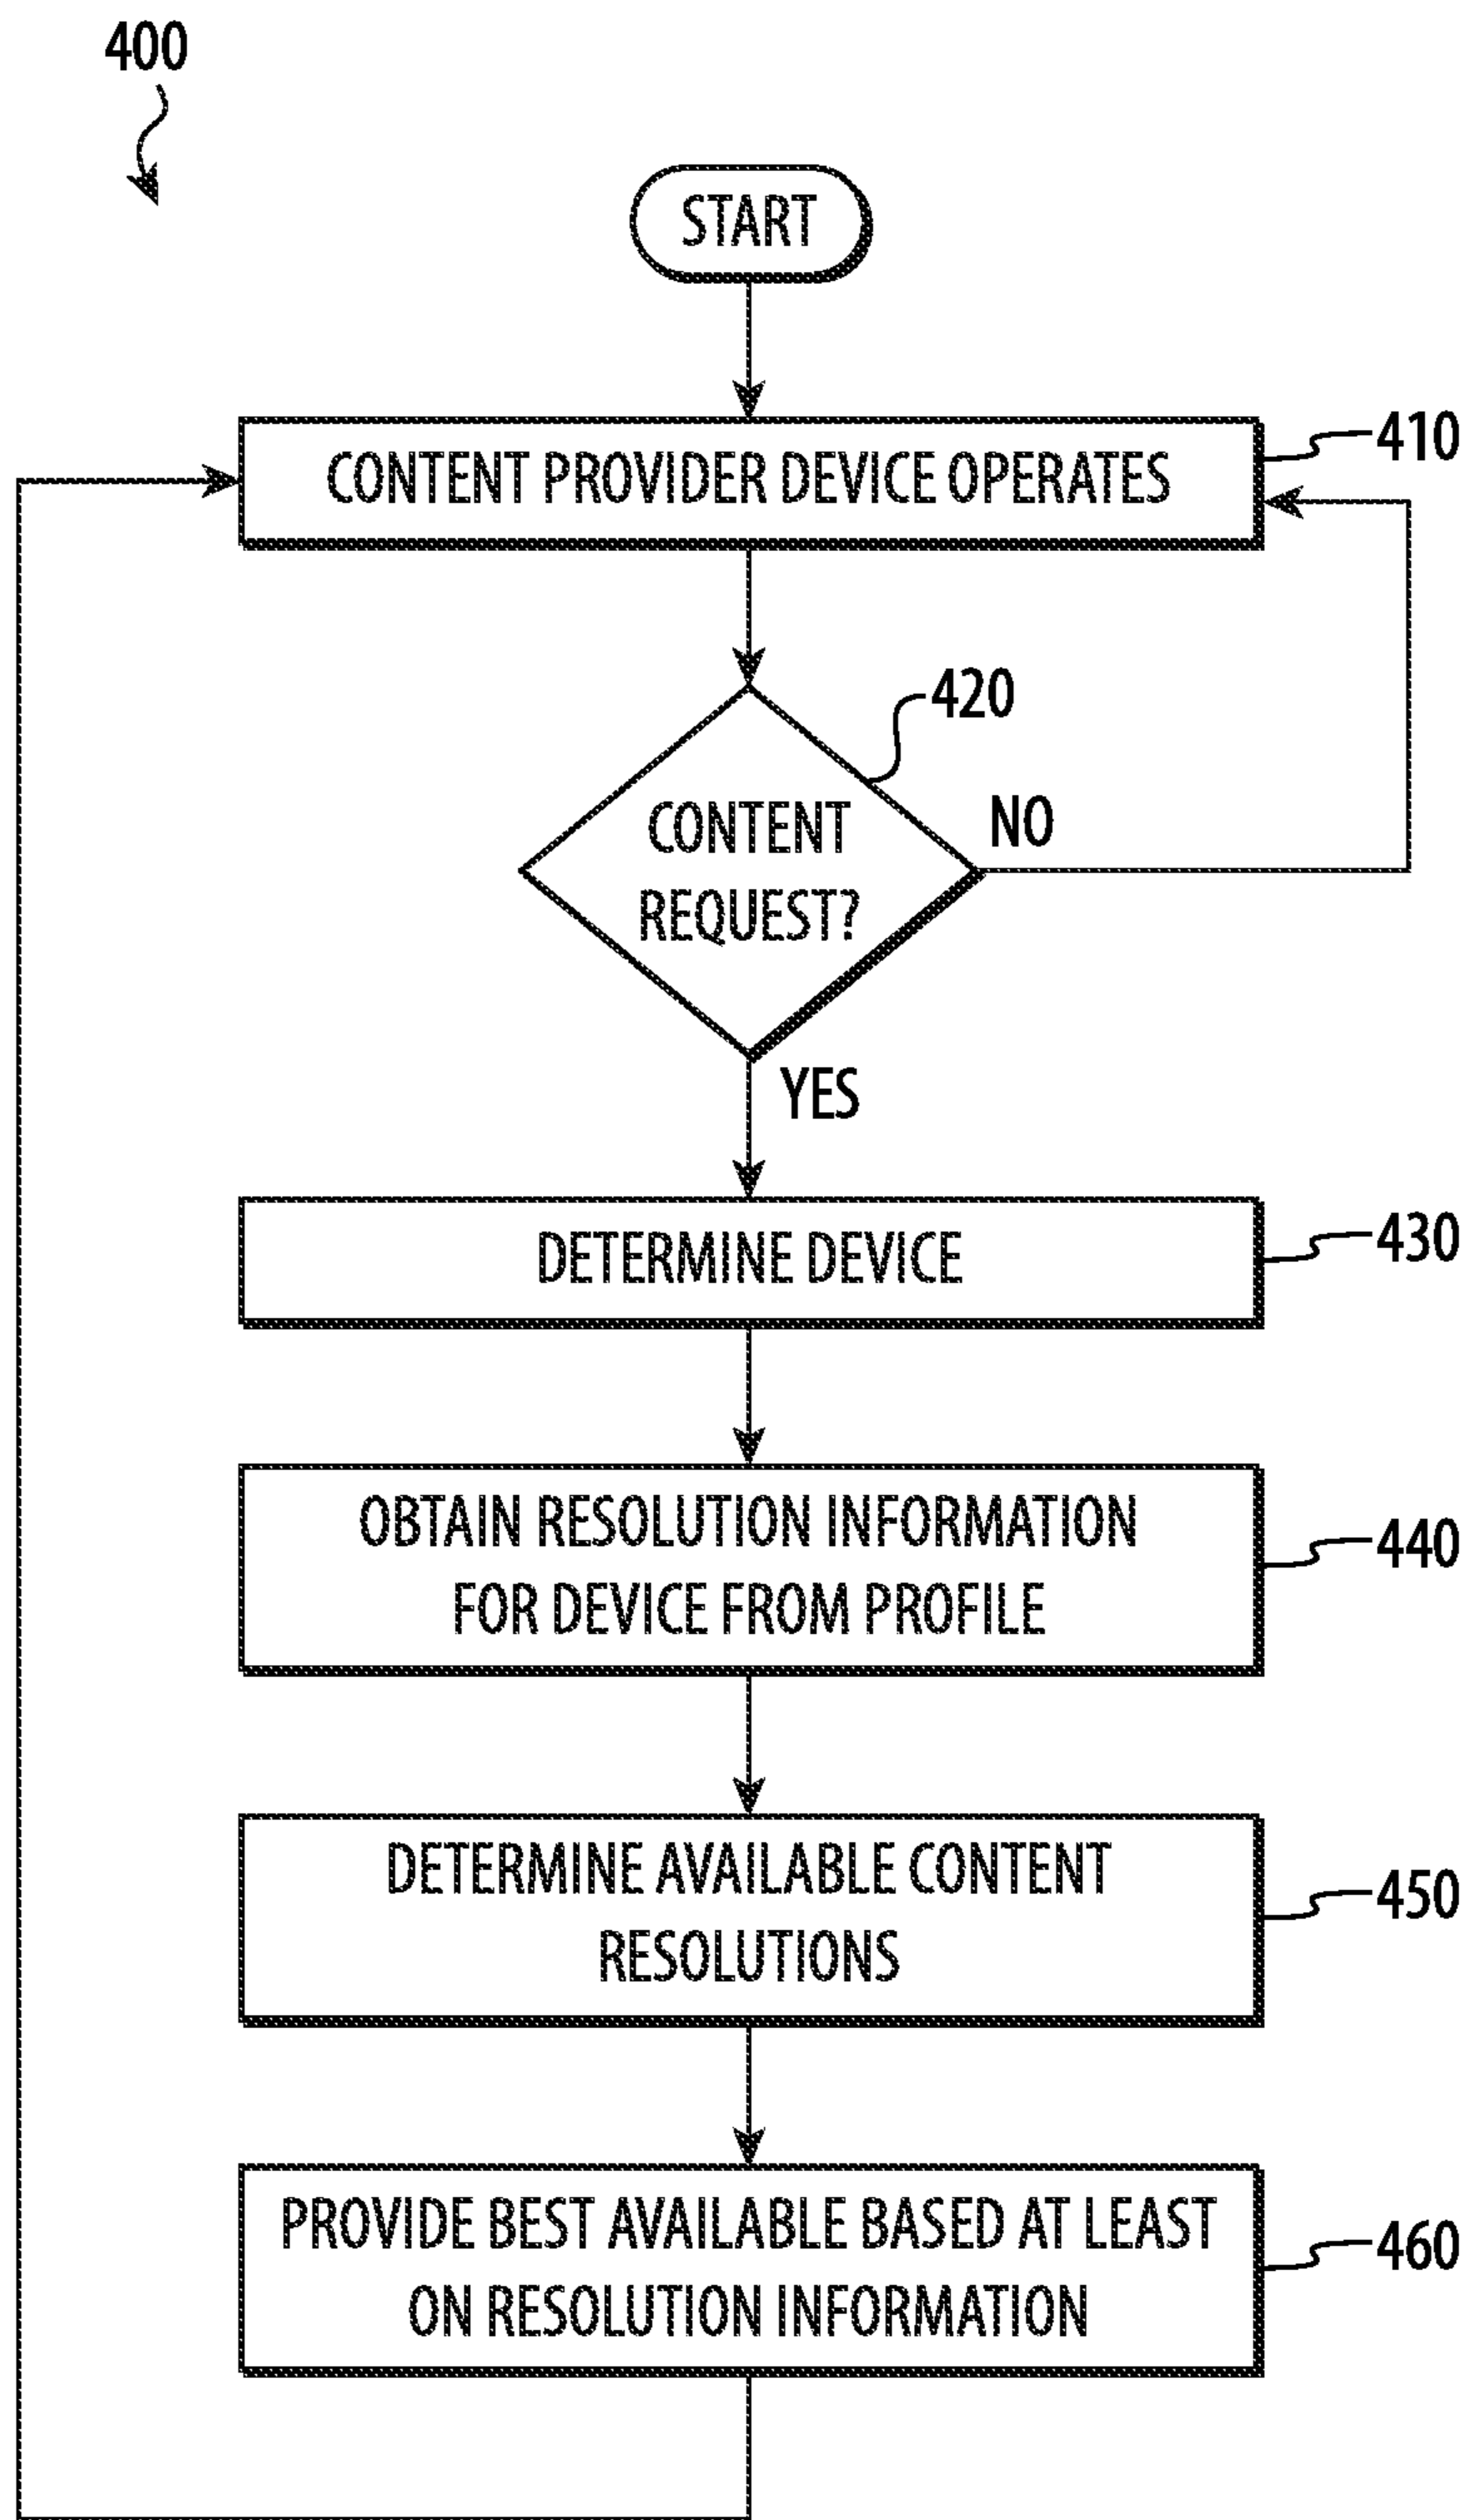 400
START
CONTENT PROVIDER DEVICE OPERATES
410
420
CONTENT
REQUEST?
NO
YES
DETERMINE DEVICE
430
OBTAIN RESOLUTION INFORMATION
FOR DEVICE FROM PROFILE
440
DETERMINE AVAILABLE CONTENT
RESOLUTIONS
450
PROVIDE BEST AVAILABLE BASED AT LEAST
ON RESOLUTION INFORMATION
460